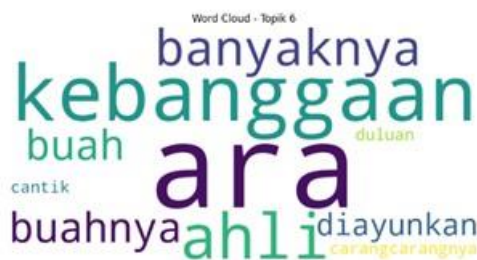 Word Cloud - Topik 6
banyaknya
kebanggaan
buah ara duluan
cantik
buahnya ahli diayunkan
carangcarangnya